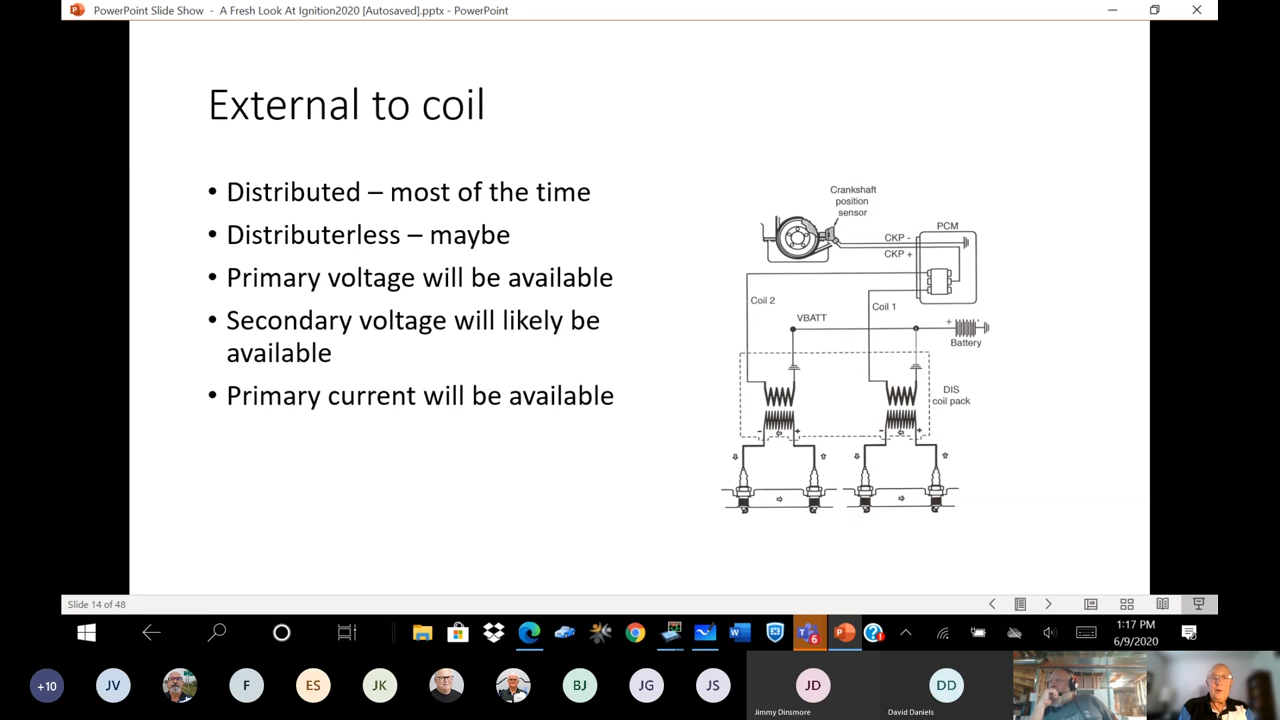 PowerPoint Slide Show - A Fresh Look At Ignition2020 [Autosaved].pptx - PowerPoint
External to coil
• Distributed – most of the time
• Distributerless – maybe
• Primary voltage will be available
• Secondary voltage will likely be
available
• Primary current will be available
Crankshaft
position
sensor
PCM
CKP -
CKP +
Coil 2
Coil 1
VBATT
+ -
Battery
DIS
coil pack
- +
- +
Slide 14 of 48
1:17 PM
6/9/2020
6
+10
JV
F
ES
JK
BJ
JG
JS
JD
DD
Jimmy Dinsmore
David Daniels